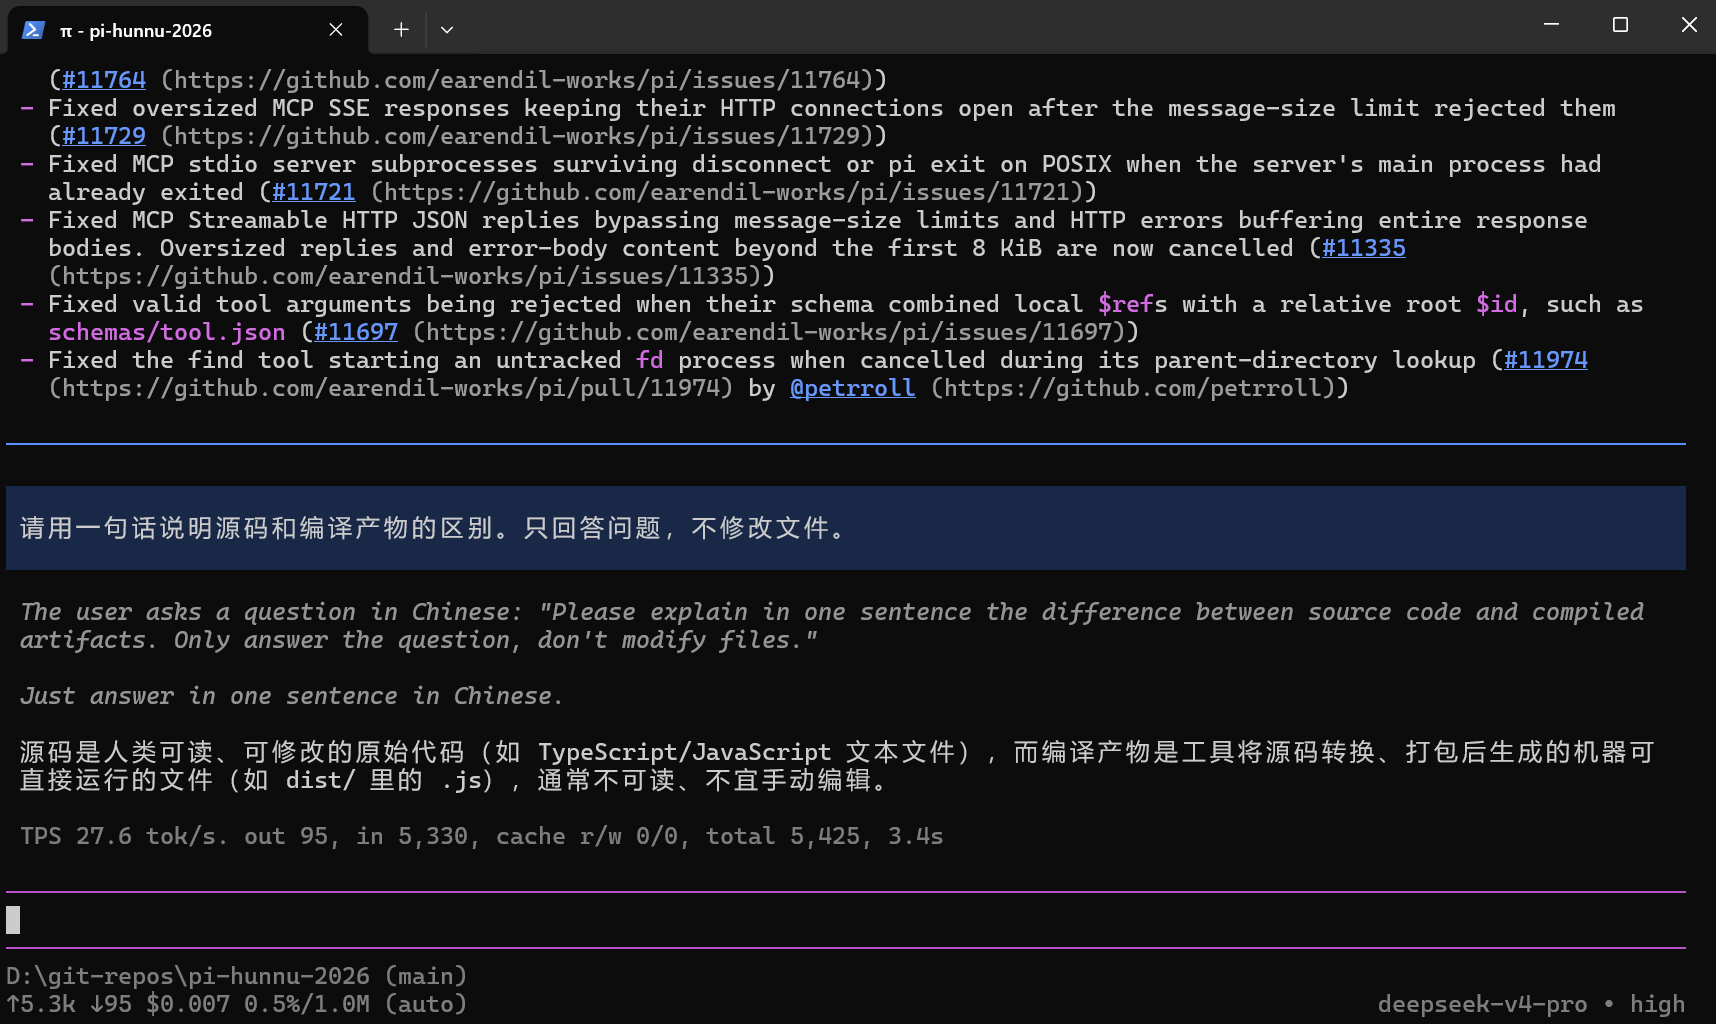 π - pi-hunnu-2026
(#11764 (https://github.com/earendil-works/pi/issues/11764))
- Fixed oversized MCP SSE responses keeping their HTTP connections open after the message-size limit rejected them
(#11729 (https://github.com/earendil-works/pi/issues/11729))
- Fixed MCP stdio server subprocesses surviving disconnect or pi exit on POSIX when the server's main process had
already exited (#11721 (https://github.com/earendil-works/pi/issues/11721))
- Fixed MCP Streamable HTTP JSON replies bypassing message-size limits and HTTP errors buffering entire response
bodies. Oversized replies and error-body content beyond the first 8 KiB are now cancelled (#11335
(https://github.com/earendil-works/pi/issues/11335))
- Fixed valid tool arguments being rejected when their schema combined local $refs with a relative root $id, such as
schemas/tool.json (#11697 (https://github.com/earendil-works/pi/issues/11697))
- Fixed the find tool starting an untracked fd process when cancelled during its parent-directory lookup (#11974
(https://github.com/earendil-works/pi/pull/11974) by @petrroll (https://github.com/petrroll))
请用一句话说明源码和编译产物的区别。只回答问题，不修改文件。
The user asks a question in Chinese: "Please explain in one sentence the difference between source code and compiled
artifacts. Only answer the question, don't modify files."
Just answer in one sentence in Chinese.
源码是人类可读、可修改的原始代码（如 TypeScript/JavaScript 文本文件），而编译产物是工具将源码转换、打包后生成的机器可
直接运行的文件（如 dist/ 里的 .js），通常不可读、不宜手动编辑。
TPS 27.6 tok/s. out 95, in 5,330, cache r/w 0/0, total 5,425, 3.4s
D:\git-repos\pi-hunnu-2026 (main)
↑5.3k ↓95 $0.007 0.5%/1.0M (auto)
deepseek-v4-pro • high